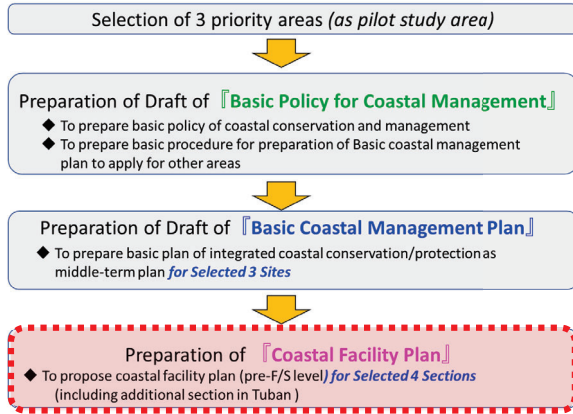 Selection of 3 priority areas (as pilot study area)
Preparation of Draft of『Basic Policy for Coastal Management』
◆ To prepare basic policy of coastal conservation and management
◆ To prepare basic procedure for preparation of Basic coastal management
plan to apply for other areas
Preparation of Draft of『Basic Coastal Management Plan』
◆ To prepare basic plan of integrated coastal conservation/protection as
middle-term plan for Selected 3 Sites
Preparation of 『Coastal Facility Plan』
◆ To propose coastal facility plan (pre-F/S level) for Selected 4 Sections
(including additional section in Tuban )